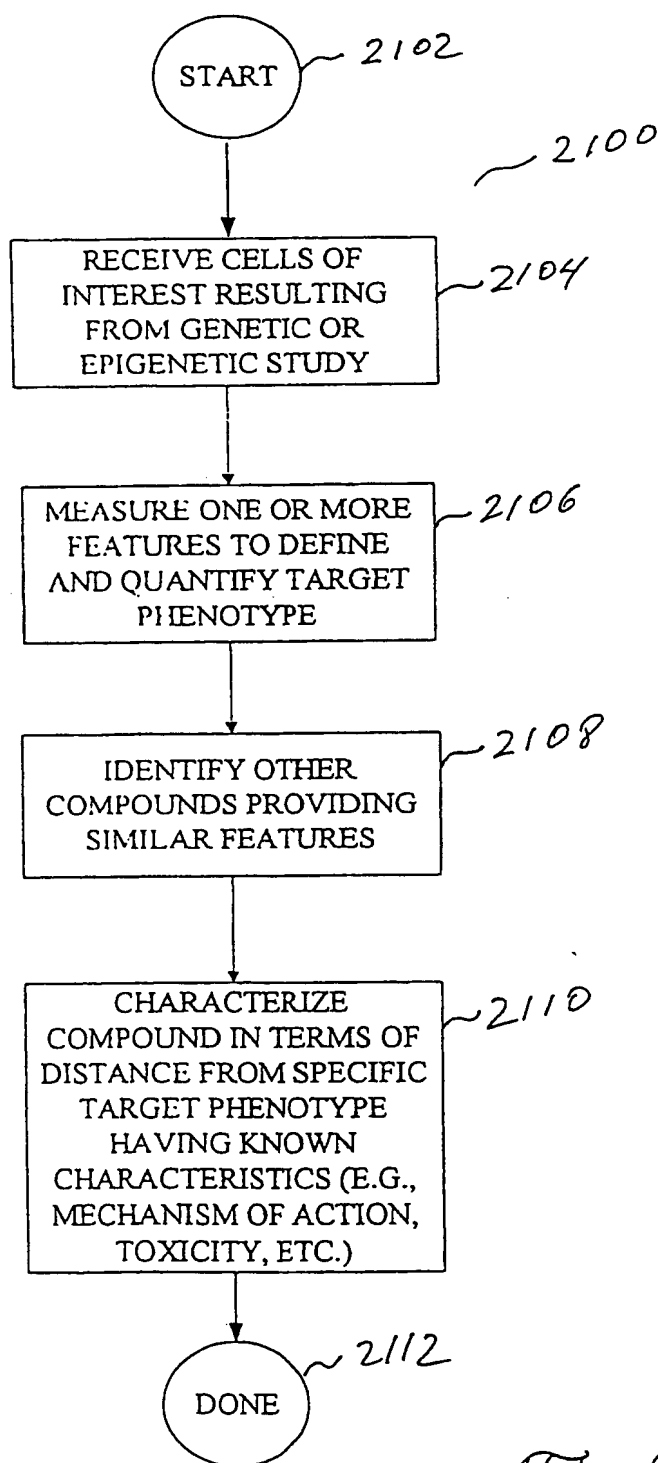 START
2102
2100
RECEIVE CELLS OF
INTEREST RESULTING
FROM GENETIC OR
EPIGENETIC STUDY
2104
MEASURE ONE OR MORE
FEATURES TO DEFINE
AND QUANTIFY TARGET
PHENOTYPE
2106
IDENTIFY OTHER
COMPOUNDS PROVIDING
SIMILAR FEATURES
2108
CHARACTERIZE
COMPOUND IN TERMS OF
DISTANCE FROM SPECIFIC
TARGET PHENOTYPE
HAVING KNOWN
CHARACTERISTICS (E.G.,
MECHANISM OF ACTION,
TOXICITY, ETC.)
2110
DONE
2112